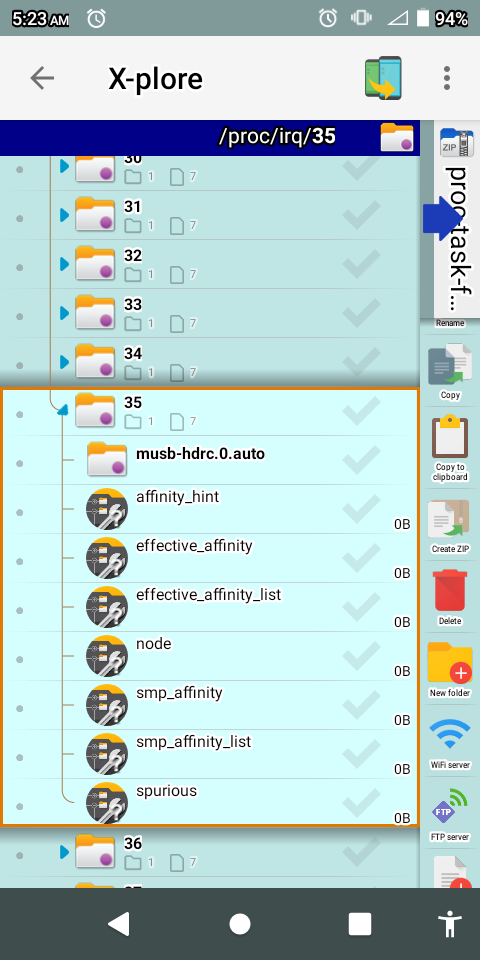 5:23 AM
94%
X-plore
/proc/irq/35
ZIP
proc-task-f...
30
1 7
31
1 7
32
1 7
33
1 7
34
1 7
35
1 7
musb-hdrc.0.auto
affinity_hint
0B
effective_affinity
0B
effective_affinity_list
0B
node
0B
smp_affinity
0B
smp_affinity_list
0B
spurious
0B
36
1 7
Rename
Copy
Copy to
clipboard
Create ZIP
Delete
New folder
WiFi server
FTP
FTP server